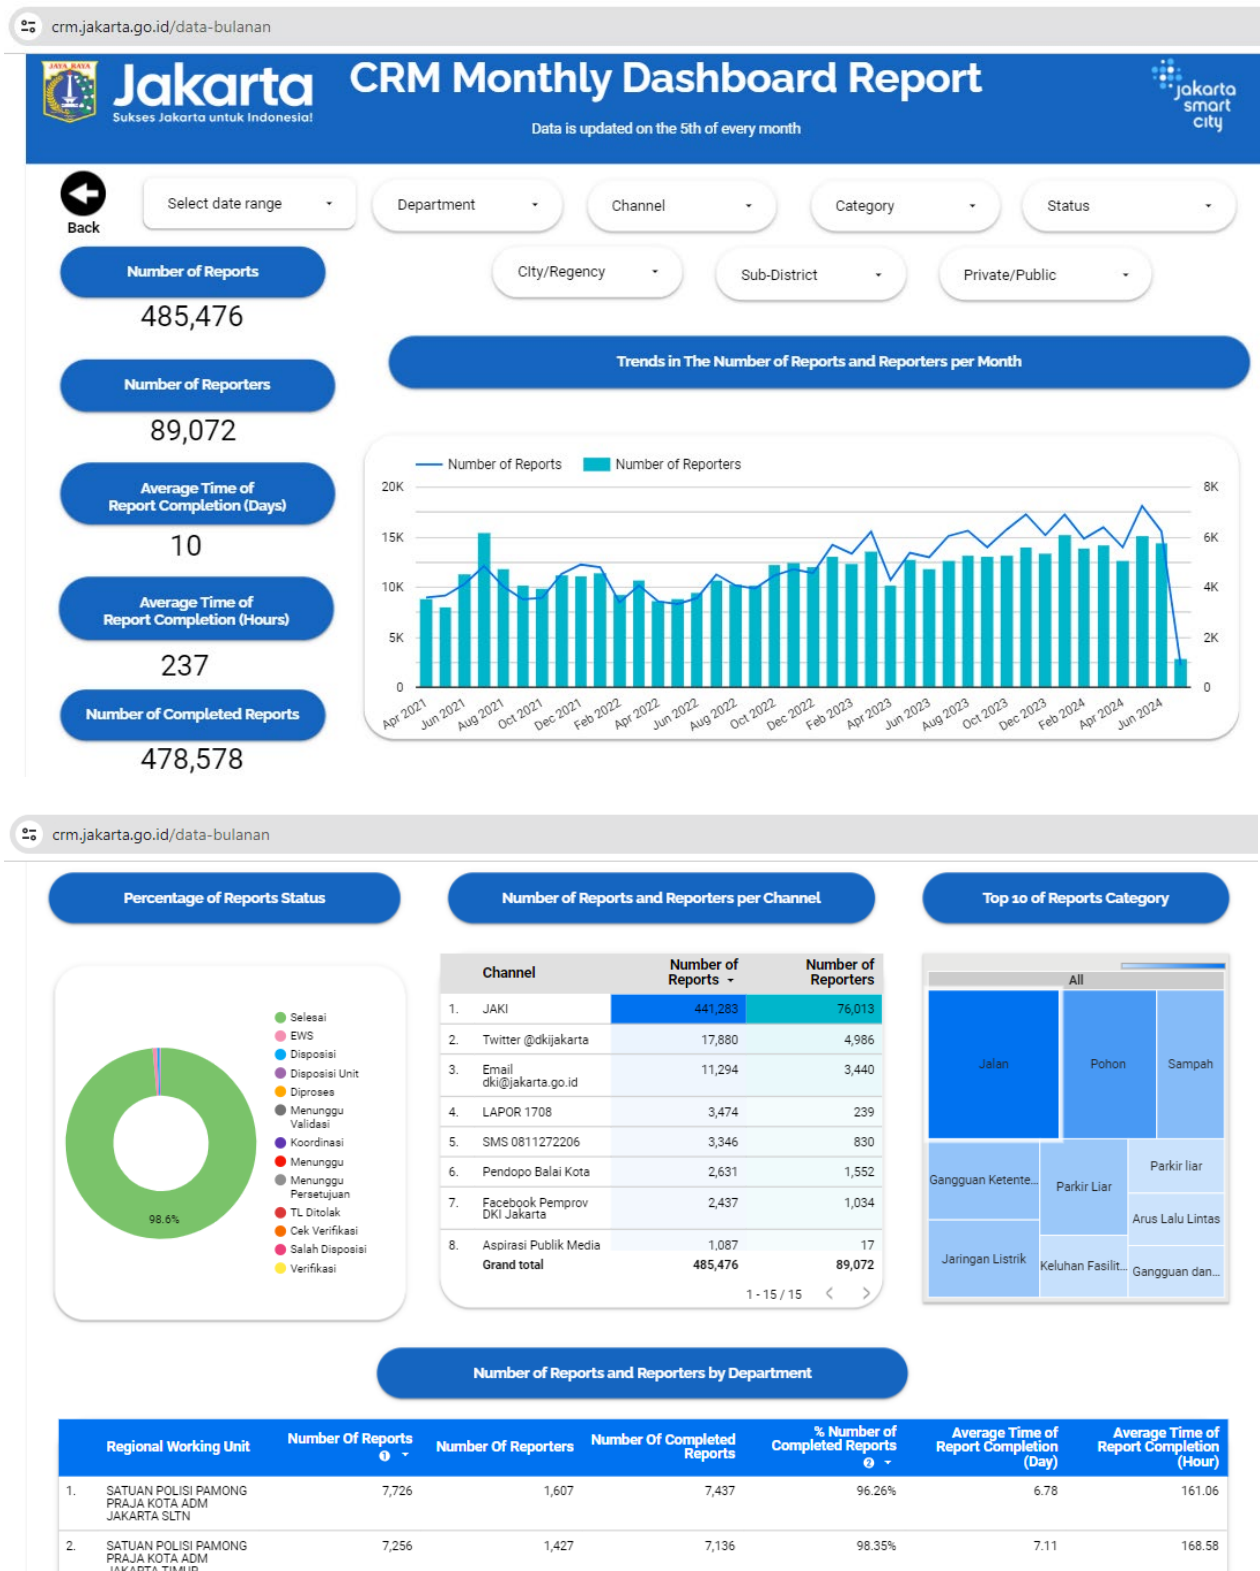 crm.jakarta.go.id/data-bulanan
JAYA RAYA
Jakarta
Sukses Jakarta untuk Indonesia!
CRM Monthly Dashboard Report
Data is updated on the 5th of every month
jakarta
smart
city
Back
Select date range
Department
Channel
Category
Status
CIty/Regency
Sub-District
Private/Public
Number of Reports
485,476
Number of Reporters
89,072
Average Time of
Report Completion (Days)
10
Average Time of
Report Completion (Hours)
237
Number of Completed Reports
478,578
Trends in The Number of Reports and Reporters per Month
Number of Reports
Number of Reporters
20K
15K
10K
5K
0
8K
6K
4K
2K
0
Apr 2021
Jun 2021
Aug 2021
Oct 2021
Dec 2021
Feb 2022
Apr 2022
Jun 2022
Aug 2022
Oct 2022
Dec 2022
Feb 2023
Apr 2023
Jun 2023
Aug 2023
Oct 2023
Dec 2023
Feb 2024
Apr 2024
Jun 2024
crm.jakarta.go.id/data-bulanan
Percentage of Reports Status
98.6%
Selesai
EWS
Disposisi
Disposisi Unit
Diproses
Menunggu
Validasi
Koordinasi
Menunggu
Menunggu
Persetujuan
TL Ditolak
Cek Verifikasi
Salah Disposisi
Verifikasi
Number of Reports and Reporters per Channel
Channel
Number of
Reports
Number of
Reporters
1. JAKI 441,283 76,013
2. Twitter @dkijakarta 17,880 4,986
3. Email
dki@jakarta.go.id 11,294 3,440
4. LAPOR 1708 3,474 239
5. SMS 0811272206 3,346 830
6. Pendopo Balai Kota 2,631 1,552
7. Facebook Pemprov
DKI Jakarta 2,437 1,034
8. Aspirasi Publik Media 1,087 17
Grand total 485,476 89,072
1 - 15 / 15
Top 10 of Reports Category
All
Jalan
Pohon
Sampah
Gangguan Ketente...
Parkir Liar
Parkir liar
Arus Lalu Lintas
Jaringan Listrik
Keluhan Fasilit...
Gangguan dan...
Number of Reports and Reporters by Department
Regional Working Unit
Number Of Reports
1
Number Of Reporters
Number Of Completed
Reports
% Number of
Completed Reports
2
Average Time of
Report Completion
(Day)
Average Time of
Report Completion
(Hour)
1. SATUAN POLISI PAMONG
PRAJA KOTA ADM
JAKARTA SLTN
7,726 1,607 7,437 96.26% 6.78 161.06
2. SATUAN POLISI PAMONG
PRAJA KOTA ADM
JAKARTA TIMUR
7,256 1,427 7,136 98.35% 7.11 168.58